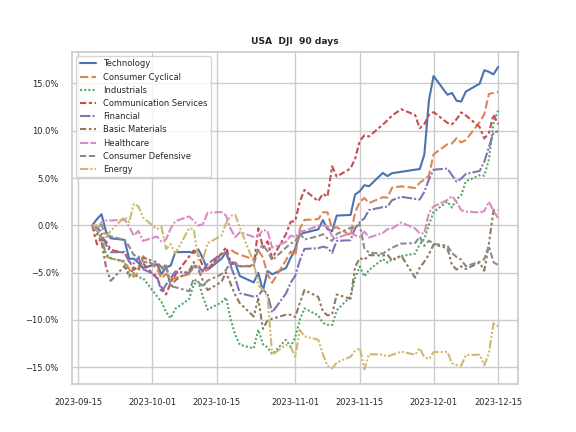 USA  DJI  90 days
Technology
Consumer Cyclical
Industrials
Communication Services
Financial
Basic Materials
Healthcare
Consumer Defensive
Energy
15.0%
10.0%
5.0%
0.0%
−5.0%
−10.0%
−15.0%
2023-09-15 2023-10-01 2023-10-15 2023-11-01 2023-11-15 2023-12-01 2023-12-15